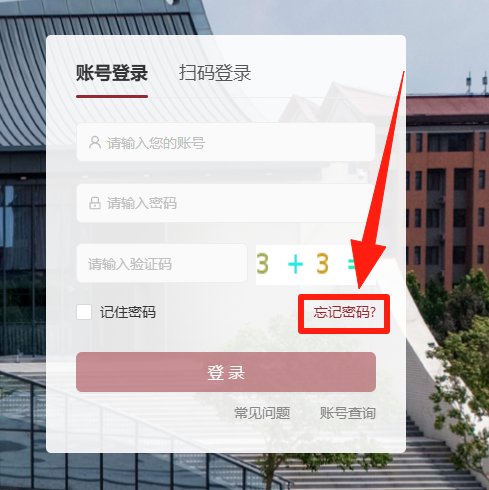 账号登录 扫码登录
请输入您的账号
请输入密码
请输入验证码 3 + 3 =
记住密码 忘记密码?
登录
常见问题 账号查询